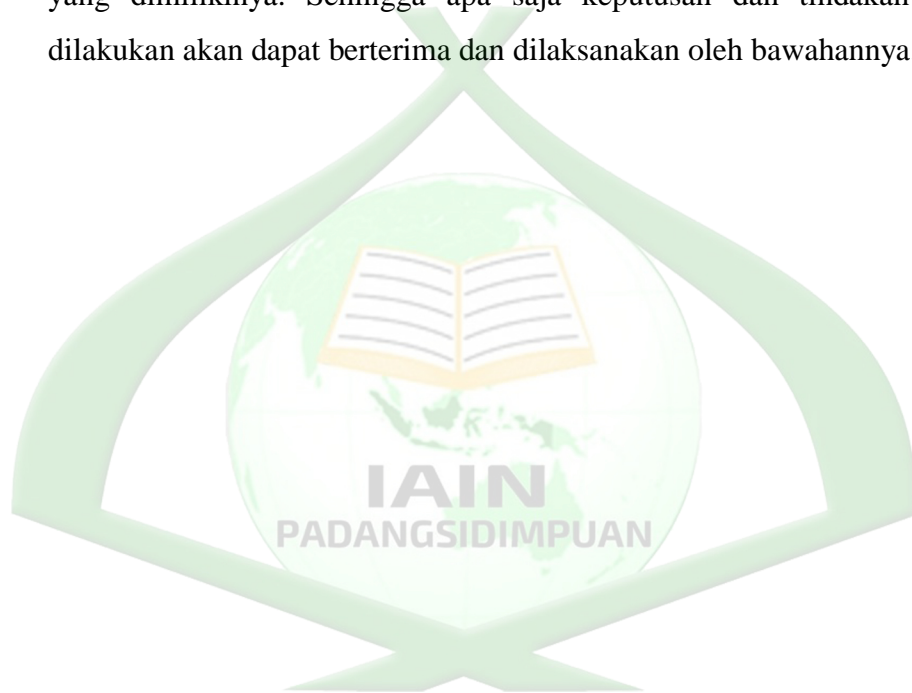 yang dimilikinya. Sehingga apa saja keputusan dan tindakan
dilakukan akan dapat berterima dan dilaksanakan oleh bawahannya
IAIN
PADANGSIDIMPUAN